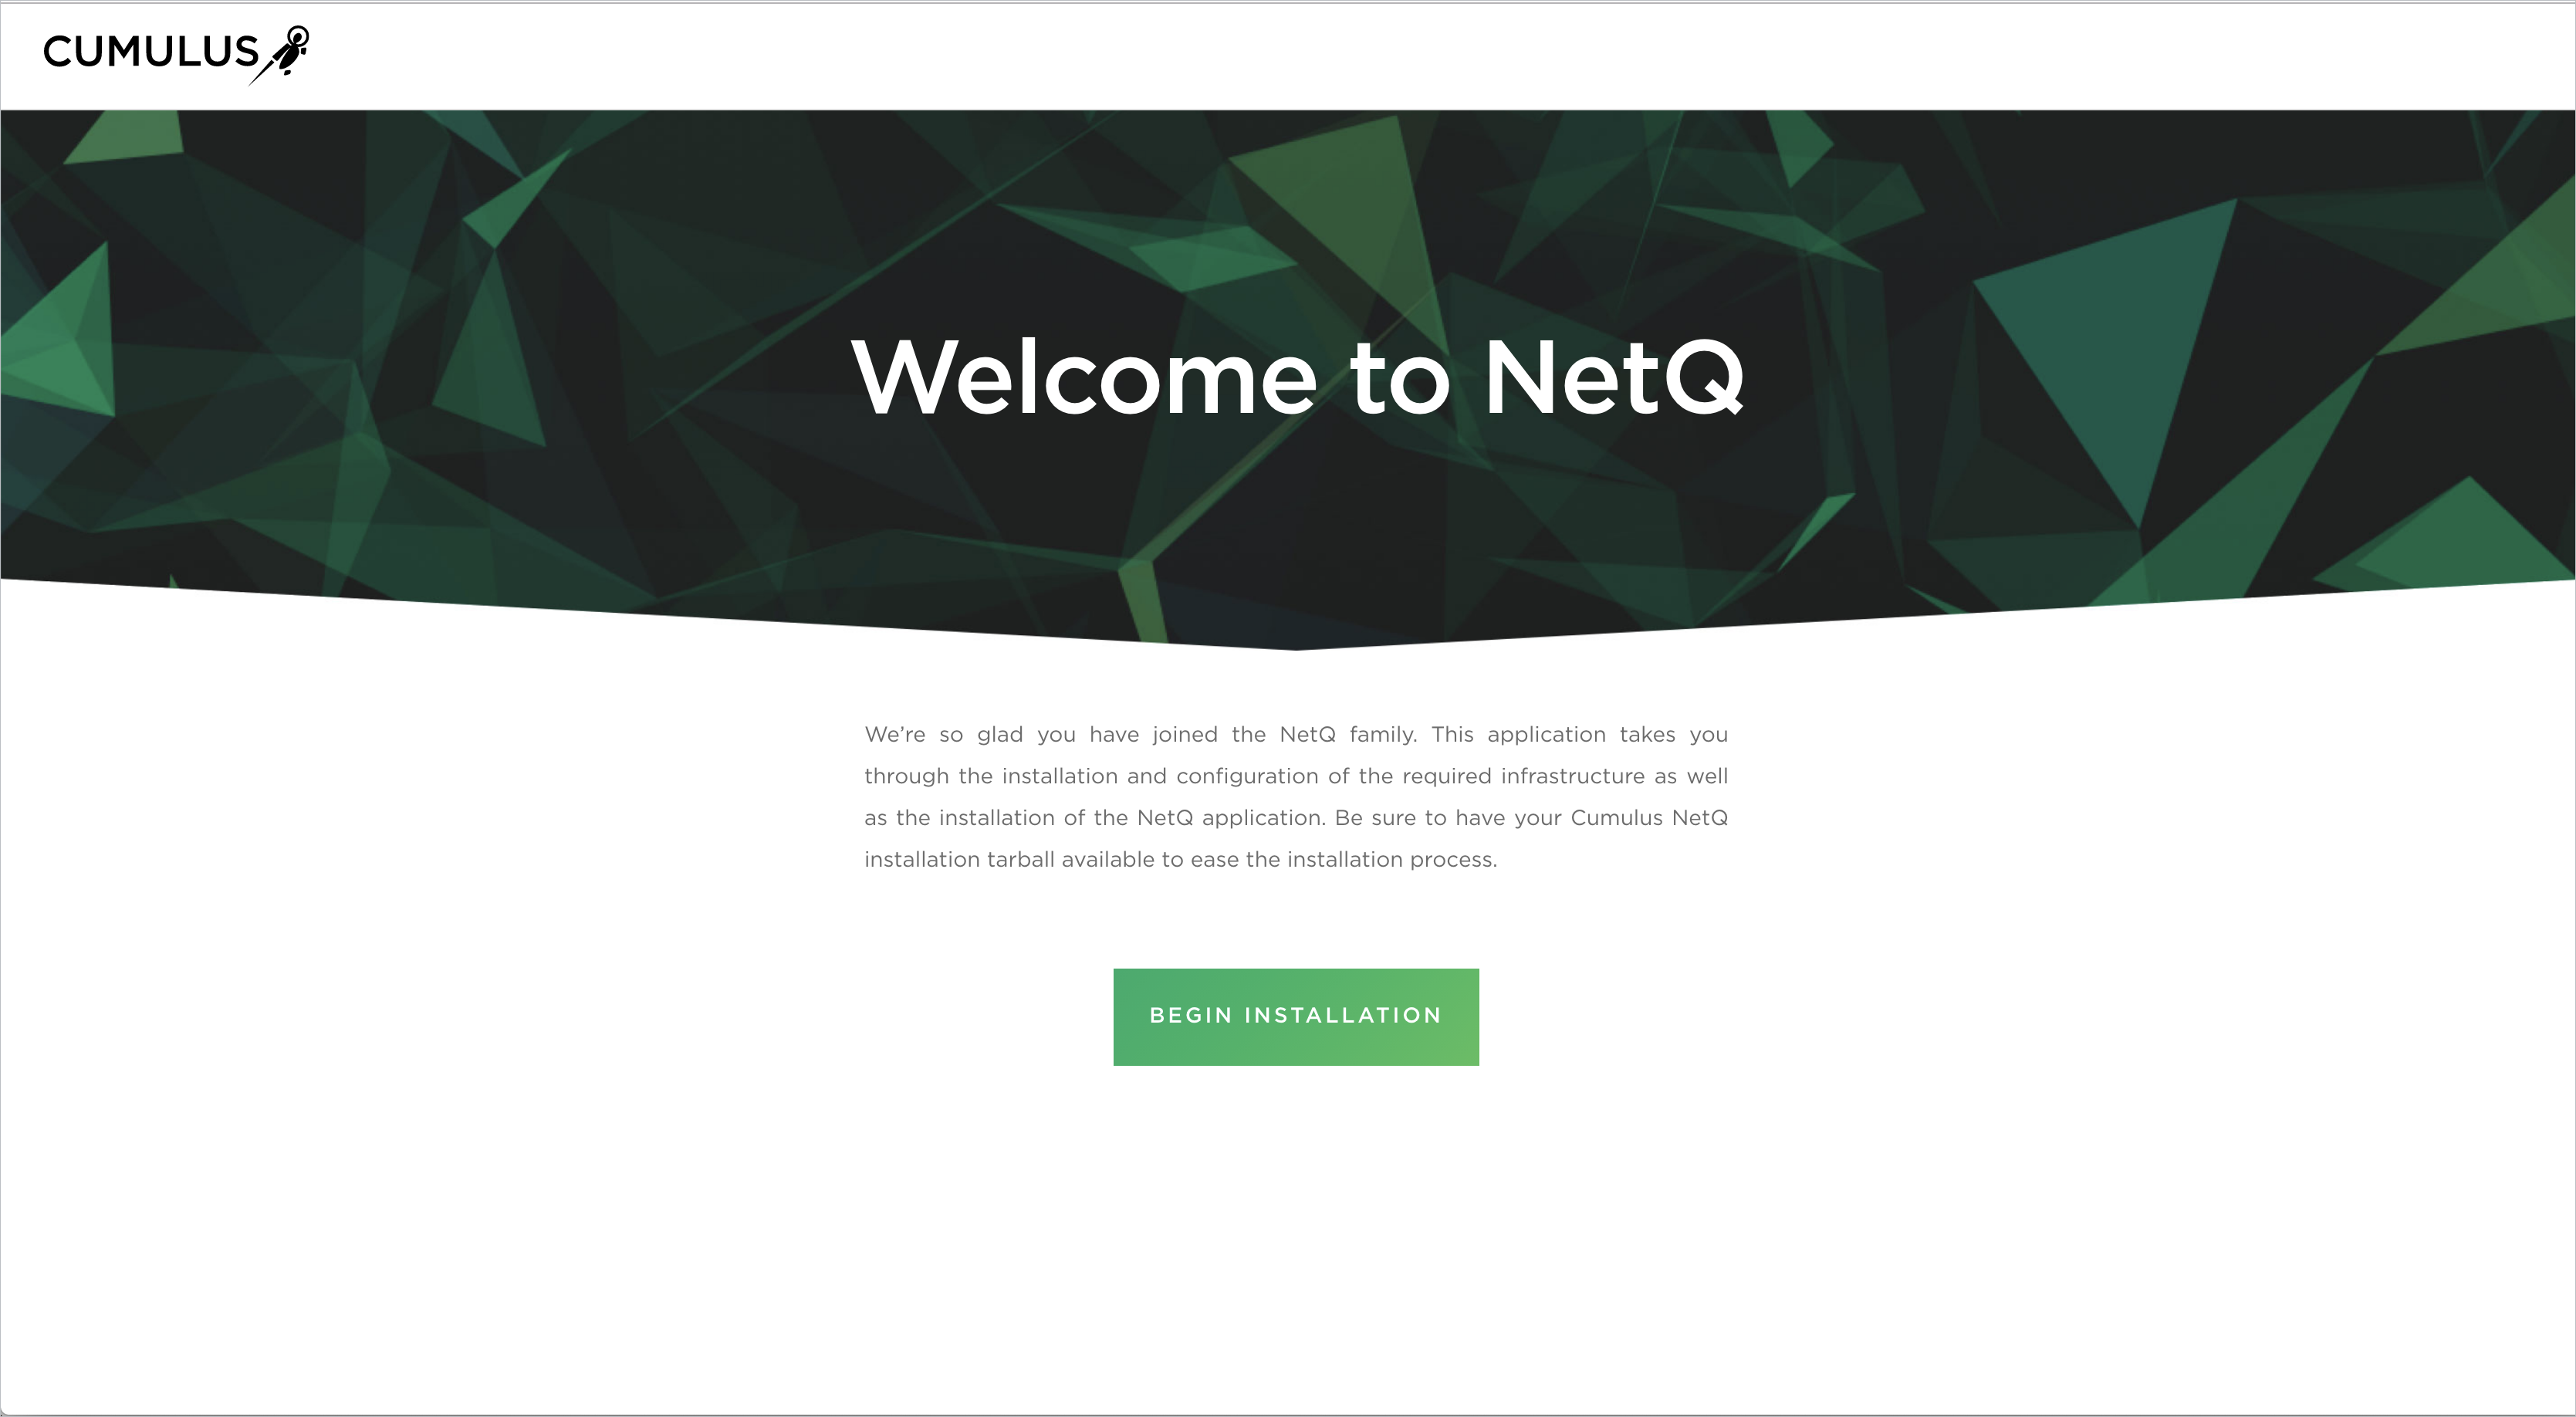 CUMULUS
Welcome to NetQ
We’re so glad you have joined the NetQ family. This application takes you
through the installation and configuration of the required infrastructure as well
as the installation of the NetQ application. Be sure to have your Cumulus NetQ
installation tarball available to ease the installation process.
BEGIN INSTALLATION